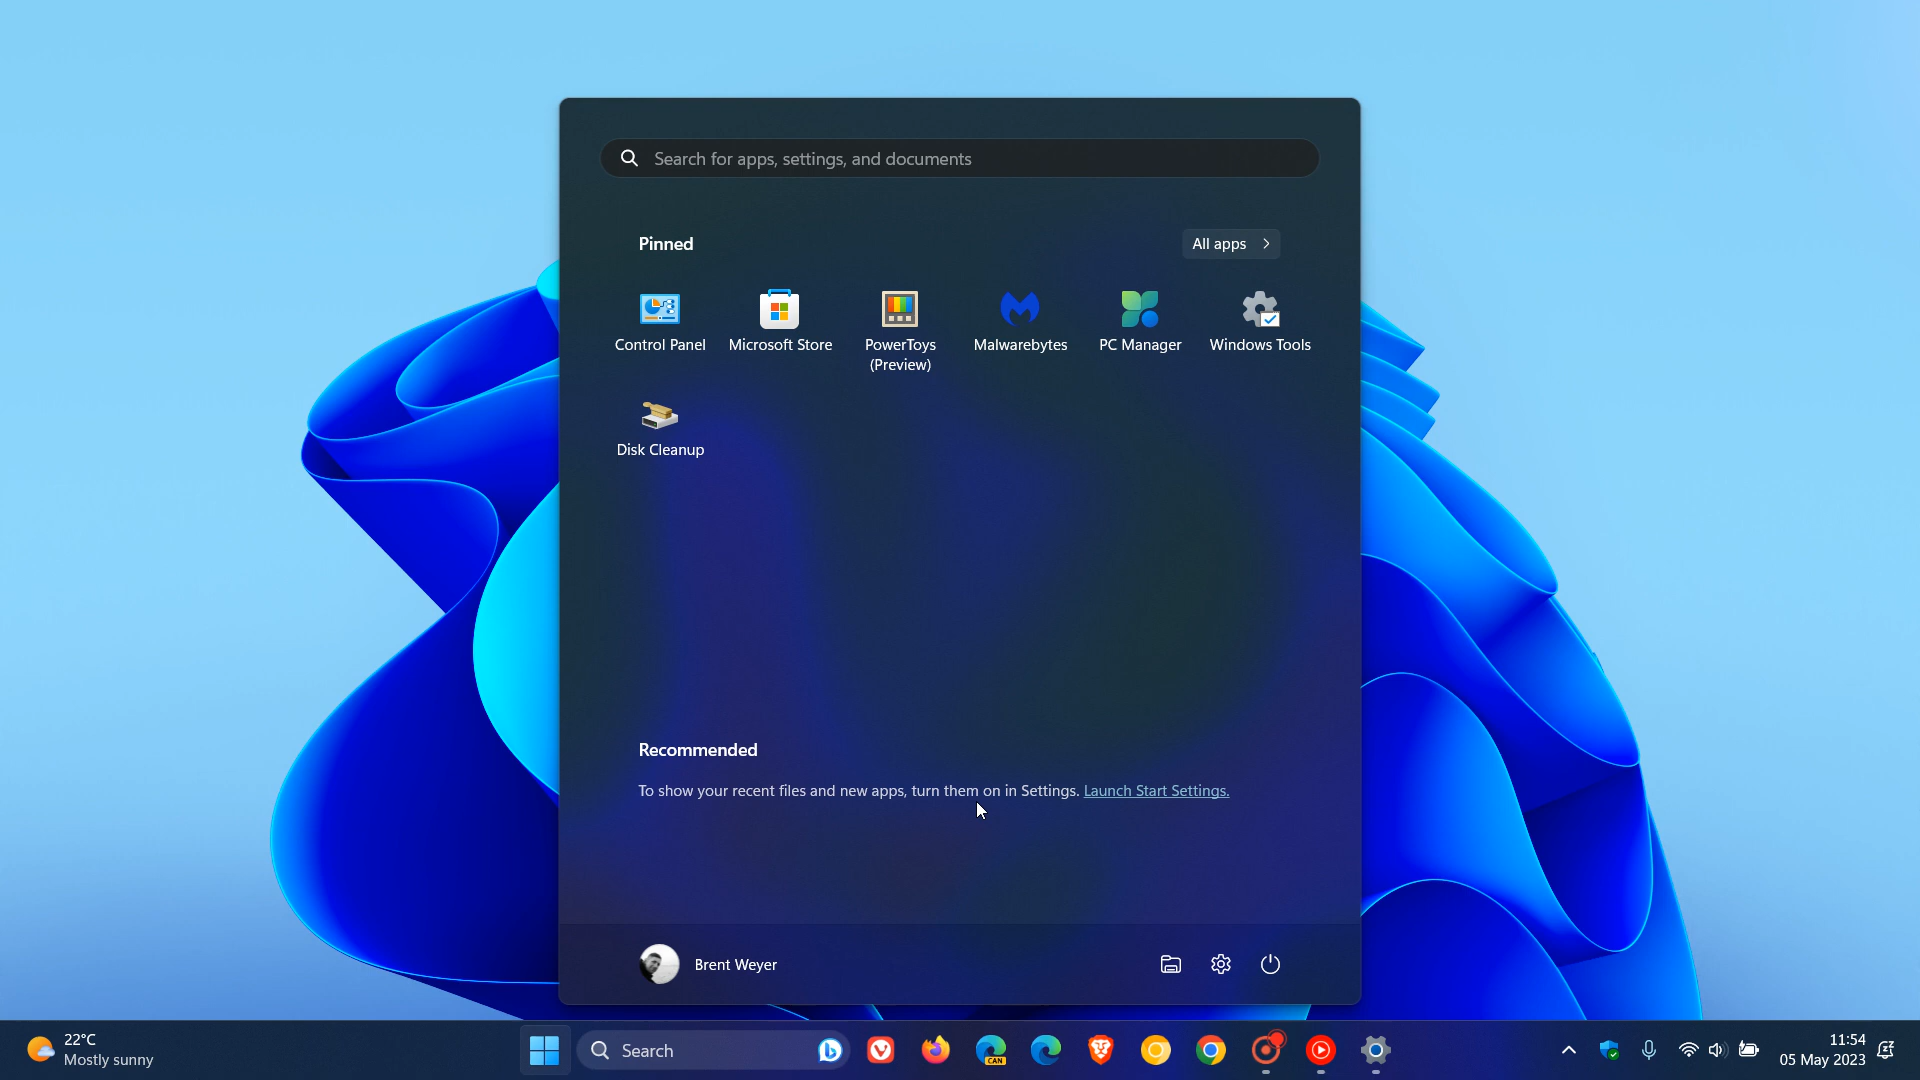 Search for apps, settings, and documents
Pinned
All apps
Control Panel
Microsoft Store
PowerToys
(Preview)
Malwarebytes
PC Manager
Windows Tools
Disk Cleanup
Recommended
To show your recent files and new apps, turn them on in Settings. Launch Start Settings.
Brent Weyer
22°C
Mostly sunny
Search
CAN
11:54
05 May 2023